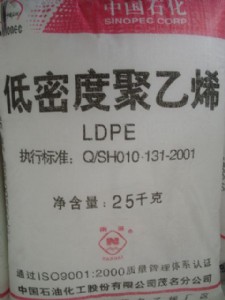 中国石化
SINOPEC CORP
低密度聚乙烯
LDPE
执行标准：Q/SH010-131-2001
净含量：25千克
通过ISO9001:2000质量管理体系认证
中国石油化工股份有限公司茂名分公司